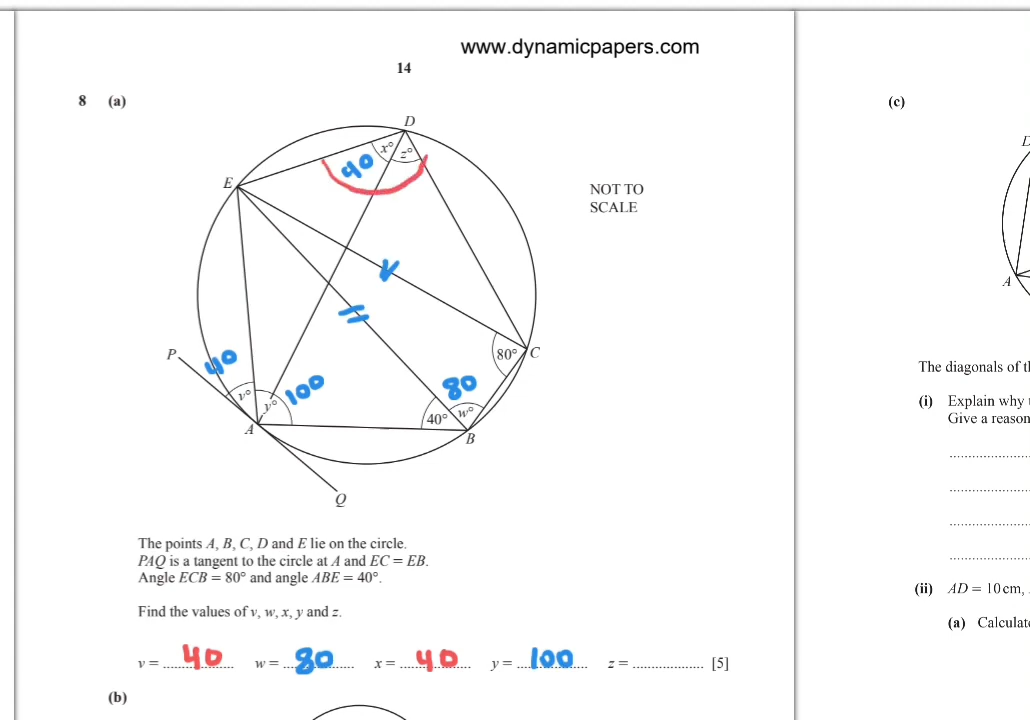 www.dynamicpapers.com
14
8 (a)
D
x° z°
40
E
NOT TO
SCALE
P
40
v°
y°
100
80
80°
C
40°
w°
A
B
Q
The points A, B, C, D and E lie on the circle.
PAQ is a tangent to the circle at A and EC = EB.
Angle ECB = 80° and angle ABE = 40°.
Find the values of v, w, x, y and z.
v = 40 w = 80 x = 40 y = 100 z = .................... [5]
(b)
(c)
D
A
The diagonals of t
(i) Explain why
Give a reason
....................
....................
....................
....................
(ii) AD = 10 cm,
(a) Calculat